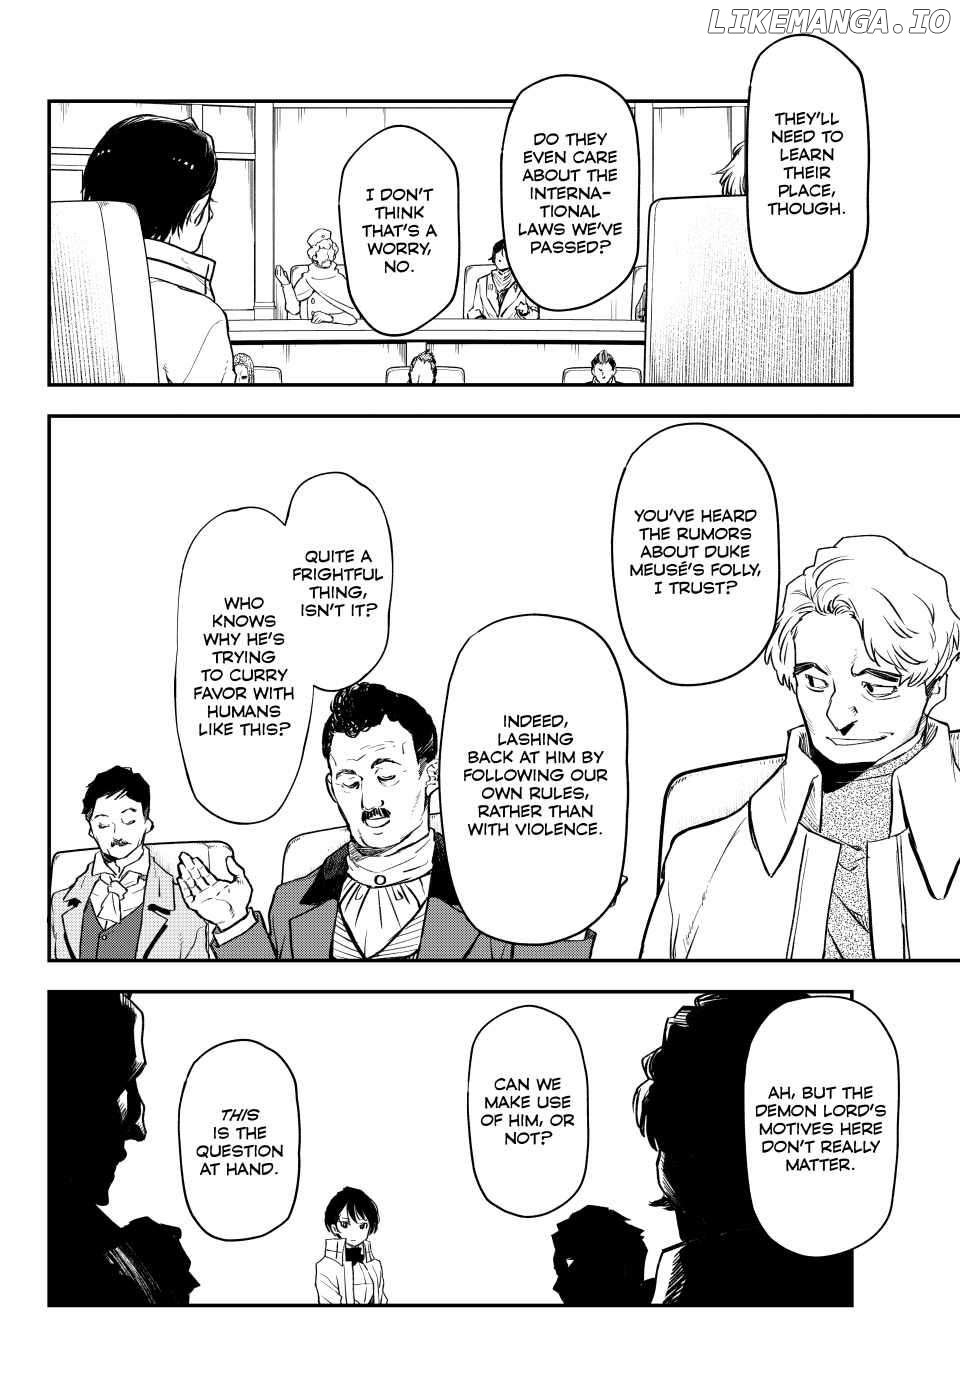 LIKEMANGA.IO
THEY'LL
NEED TO
LEARN
THEIR
PLACE,
THOUGH.
DO THEY
EVEN CARE
ABOUT THE
INTERNA-
TIONAL
LAWS WE'VE
PASSED?
I DON'T
THINK
THAT'S A
WORRY,
NO.
YOU'VE HEARD
THE RUMORS
ABOUT DUKE
MEUSÉ'S FOLLY,
I TRUST?
INDEED,
LASHING
BACK AT HIM BY
FOLLOWING OUR
OWN RULES,
RATHER THAN
WITH VIOLENCE.
QUITE A
FRIGHTFUL
THING,
ISN'T IT?
WHO
KNOWS
WHY HE'S
TRYING
TO CURRY
FAVOR WITH
HUMANS
LIKE THIS?
AH, BUT THE
DEMON LORD'S
MOTIVES HERE
DON'T REALLY
MATTER.
CAN WE
MAKE USE
OF HIM, OR
NOT?
THIS
IS THE
QUESTION
AT HAND.